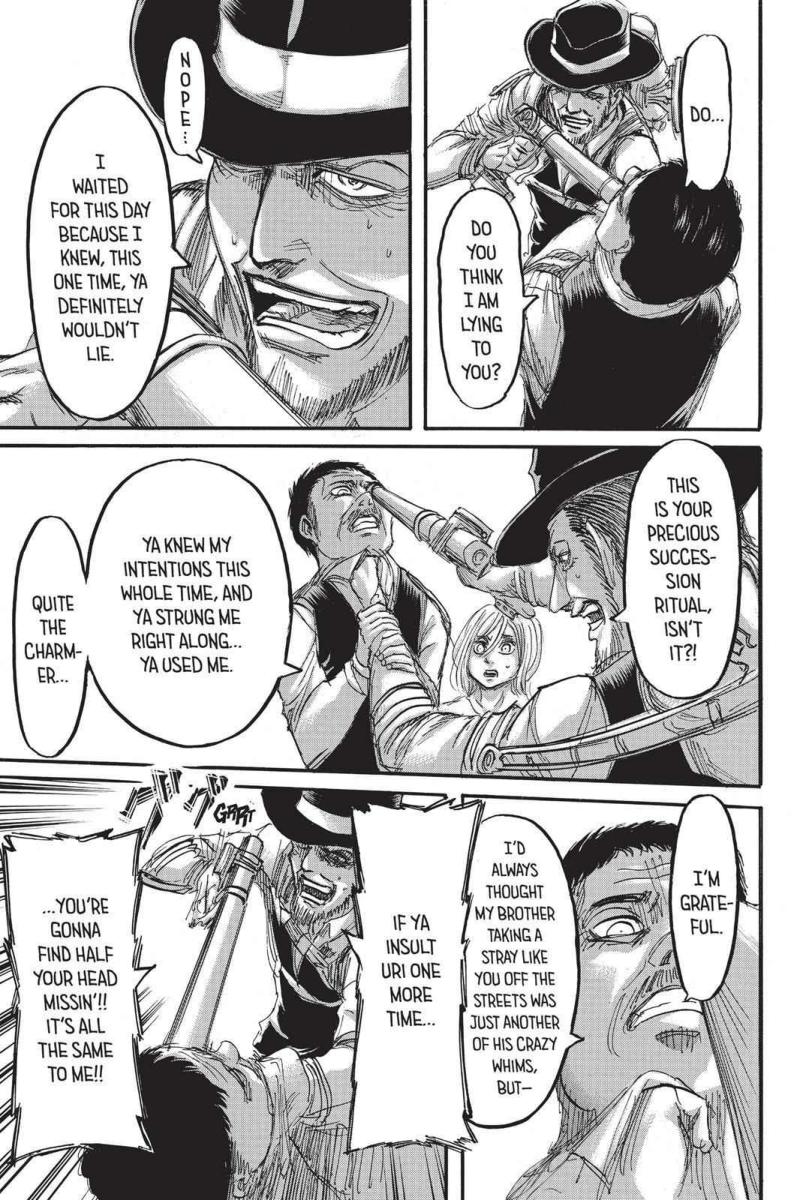 DO...
DO
YOU
THINK
I AM
LYING
TO
YOU?
NOPE...
I
WAITED
FOR THIS DAY
BECAUSE I
KNEW, THIS
ONE TIME, YA
DEFINITELY
WOULDN'T
LIE.
THIS
IS YOUR
PRECIOUS
SUCCES-
SION
RITUAL,
ISN'T
IT?!
YA KNEW MY
INTENTIONS THIS
WHOLE TIME, AND
YA STRUNG ME
RIGHT ALONG...
YA USED ME.
QUITE
THE
CHARM-
ER...
I'M
GRATE-
FUL.
I'D
ALWAYS
THOUGHT
MY BROTHER
TAKING A
STRAY LIKE
YOU OFF THE
STREETS WAS
JUST ANOTHER
OF HIS CRAZY
WHIMS,
BUT—
IF YA
INSULT
URI ONE
MORE
TIME...
GRRRT
...YOU'RE
GONNA
FIND HALF
YOUR HEAD
MISSIN'!!
IT'S ALL
THE SAME
TO ME!!